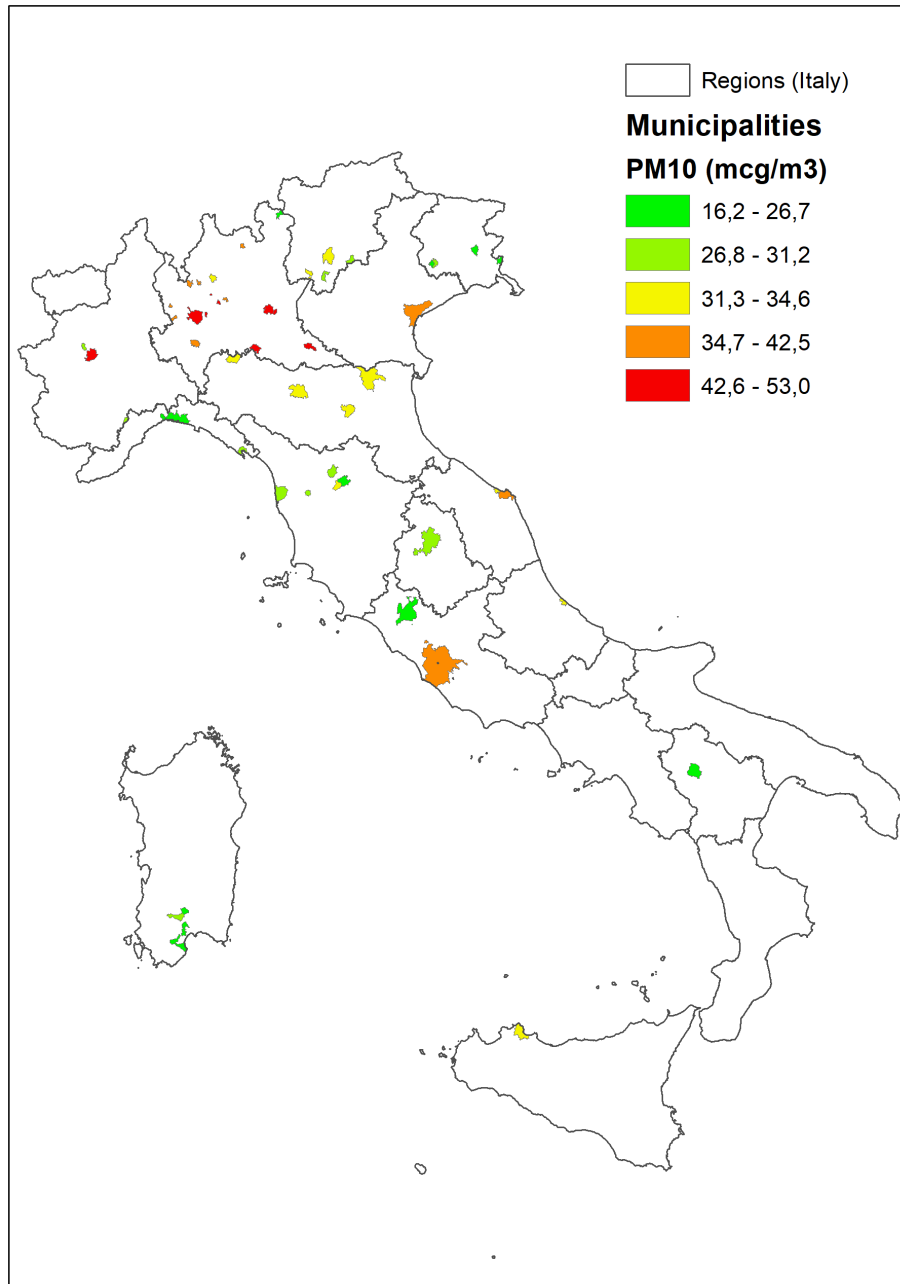 Regions (Italy)
Municipalities
PM10 (mcg/m3)
16,2 - 26,7
26,8 - 31,2
31,3 - 34,6
34,7 - 42,5
42,6 - 53,0